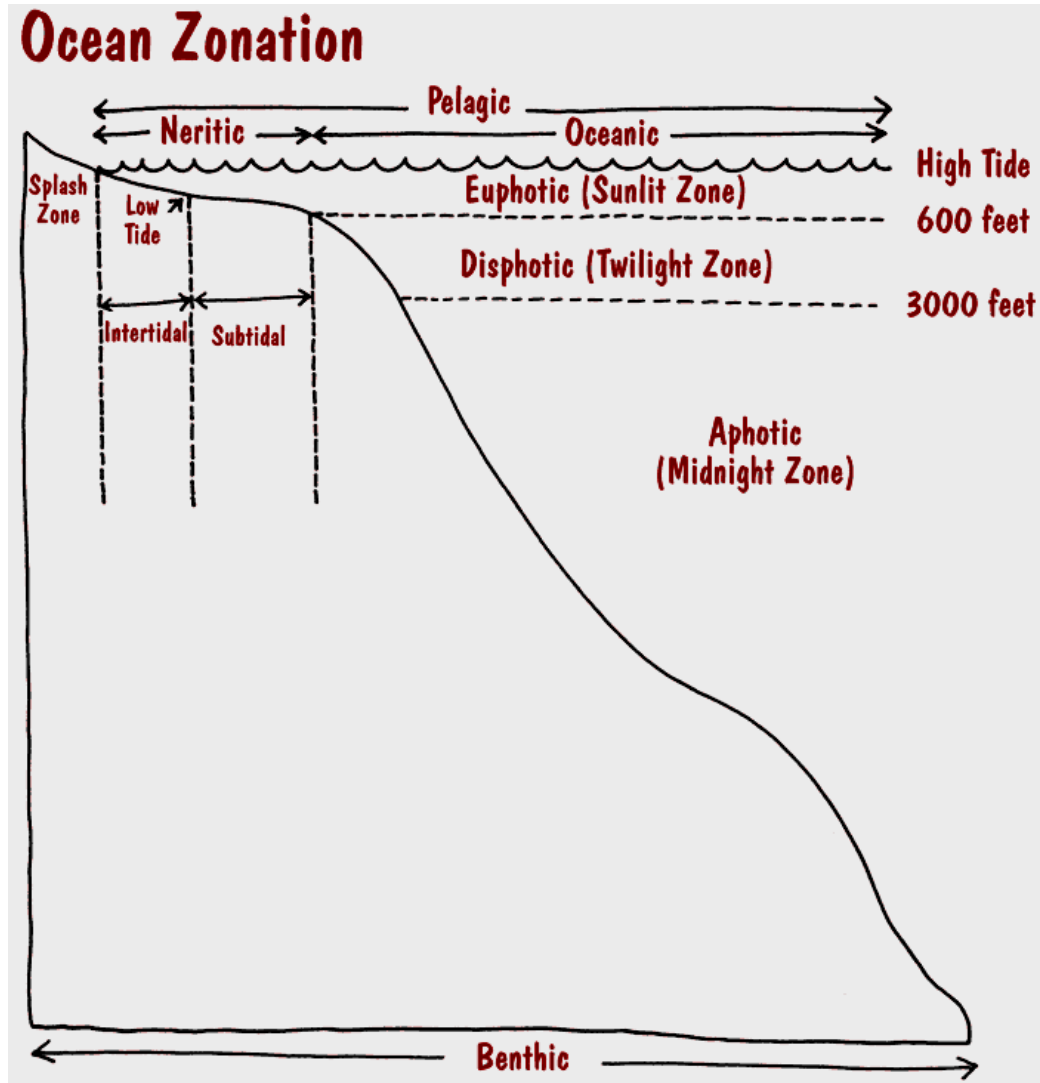 Ocean Zonation
Pelagic
Neritic
Oceanic
High Tide
Splash
Zone
Low
Tide
Euphotic (Sunlit Zone)
600 feet
Disphotic (Twilight Zone)
3000 feet
Intertidal
Subtidal
Aphotic
(Midnight Zone)
Benthic